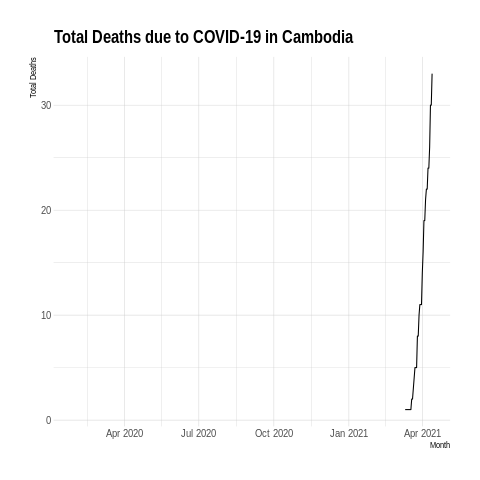 Total Deaths due to COVID-19 in Cambodia
Total Deaths
30
20
10
0
Apr 2020 Jul 2020 Oct 2020 Jan 2021 Apr 2021
Month